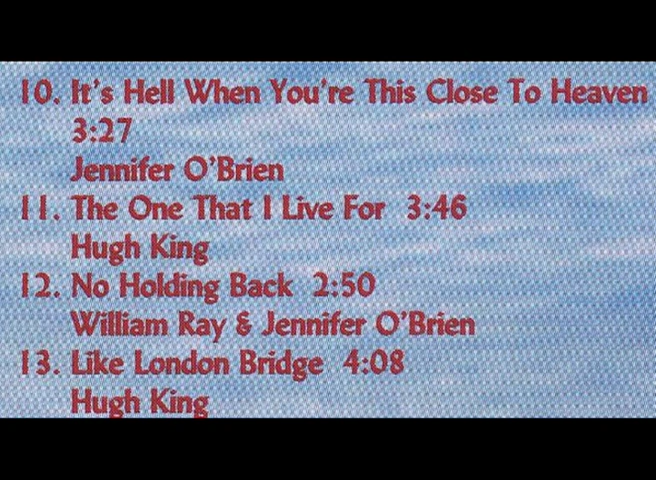 10. It's Hell When You're This Close To Heaven
3:27
Jennifer O'Brien
11. The One That I Live For 3:46
Hugh King
12. No Holding Back 2:50
William Ray & Jennifer O'Brien
13. Like London Bridge 4:08
Hugh King